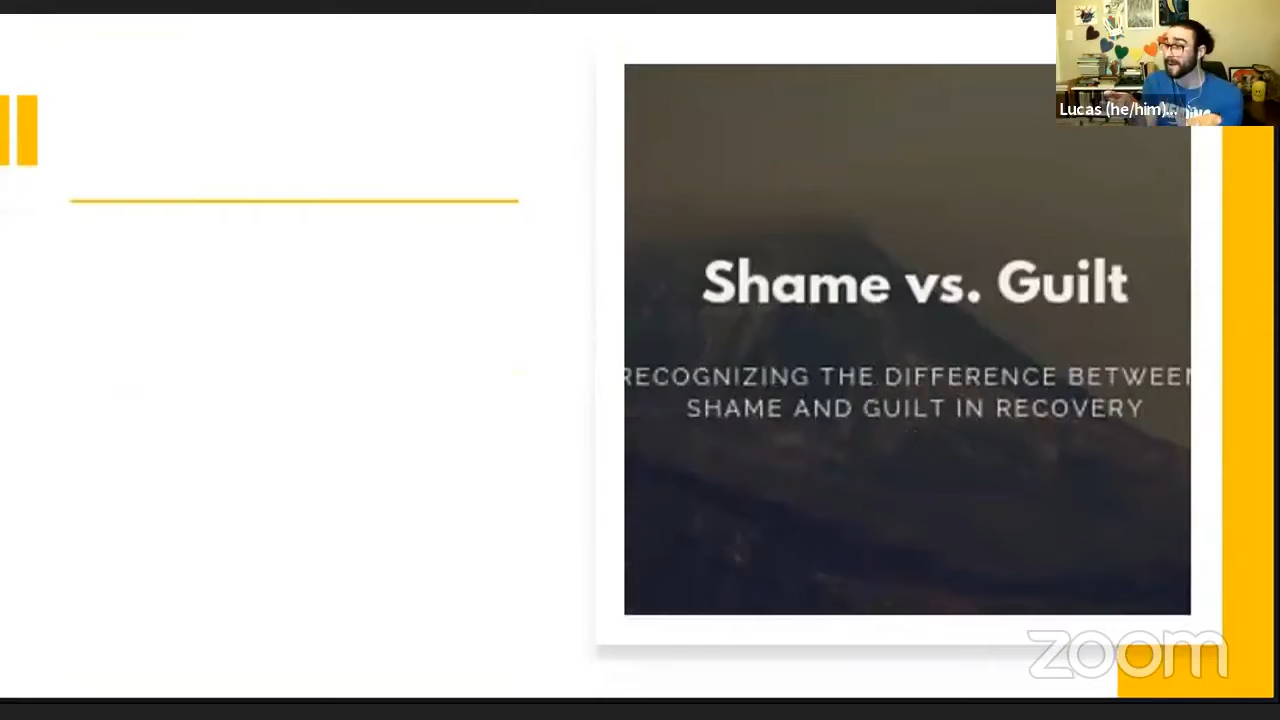 Lucas (he/him)...
Shame vs. Guilt
RECOGNIZING THE DIFFERENCE BETWEEN
SHAME AND GUILT IN RECOVERY
zoom